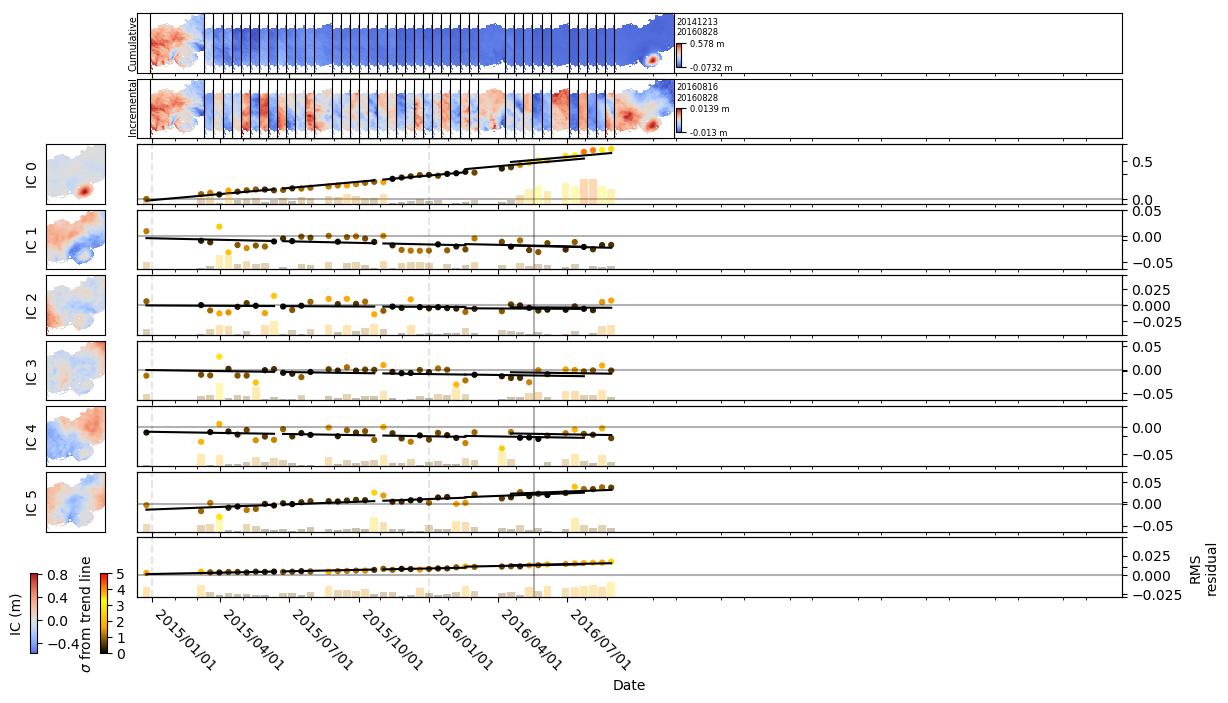 Cumulative
20141213
20160828
0.578 m
-0.0732 m
Incremental
20160816
20160828
0.0139 m
-0.013 m
IC 0
0.5
0.0
IC 1
0.05
0.00
−0.05
IC 2
0.025
0.000
−0.025
IC 3
0.05
0.00
−0.05
IC 4
0.00
−0.05
IC 5
0.05
0.00
−0.05
0.025
0.000
−0.025
RMS
residual
IC (m)
0.8
0.4
0.0
−0.4
σ from trend line
5
4
3
2
1
0
2015/01/01
2015/04/01
2015/07/01
2015/10/01
2016/01/01
2016/04/01
2016/07/01
Date